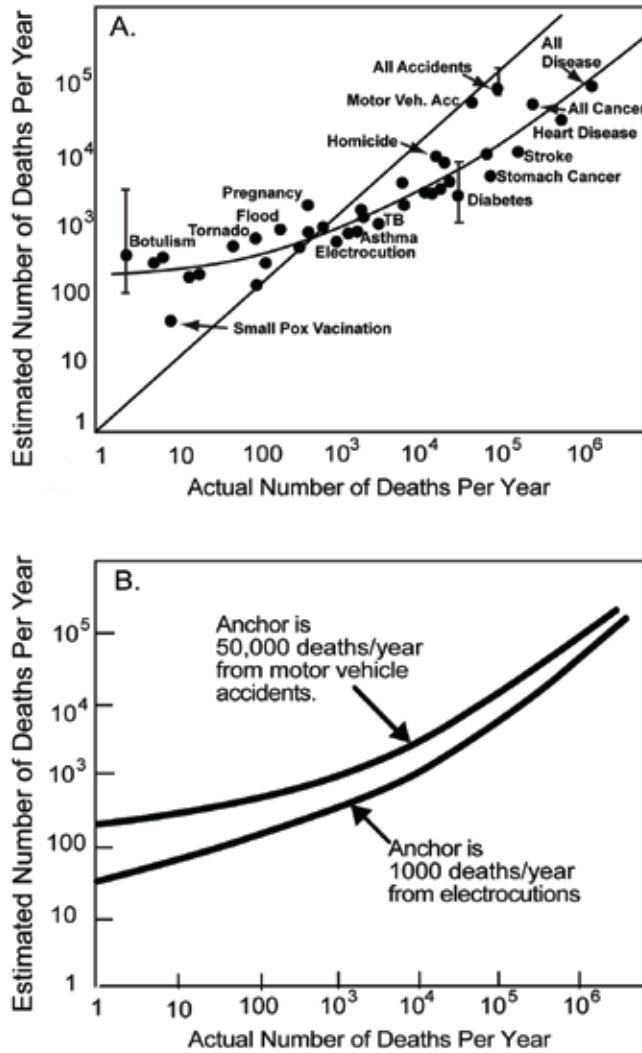 A.
Estimated Number of Deaths Per Year
10⁵
10⁴
10³
100
10
1
All Accidents
All
Disease
Motor Veh. Acc
All Cancer
Homicide
Heart Disease
Stroke
Pregnancy
Stomach Cancer
Flood
Diabetes
Tornado
TB
Botulism
Asthma
Electrocution
Small Pox Vacination
1
10
100
10³
10⁴
10⁵
10⁶
Actual Number of Deaths Per Year
B.
Estimated Number of Deaths Per Year
10⁵
10⁴
10³
100
10
1
Anchor is
50,000 deaths/year
from motor vehicle
accidents.
Anchor is
1000 deaths/year
from electrocutions
1
10
100
10³
10⁴
10⁵
10⁶
Actual Number of Deaths Per Year